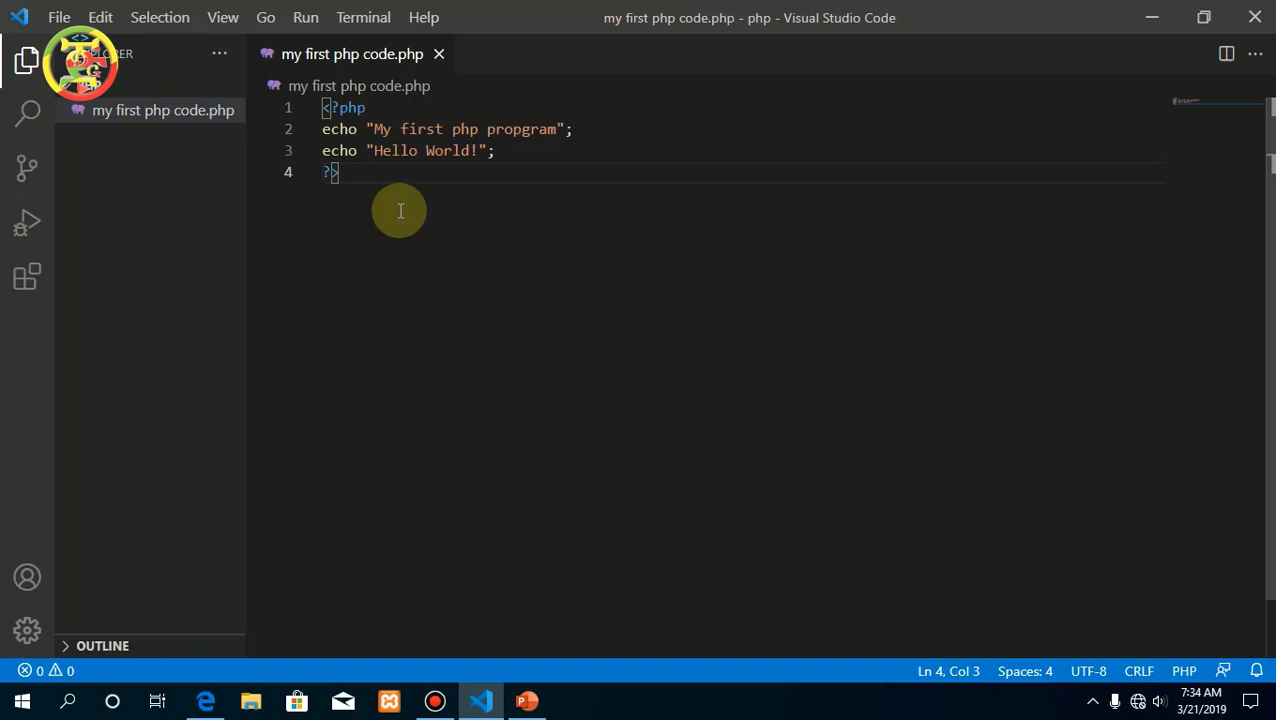 File Edit Selection View Go Run Terminal Help
my first php code.php - php - Visual Studio Code
my first php code.php
my first php code.php
my first php code.php
1 <?php
2 echo "My first php propgram";
3 echo "Hello World!";
4 ?>
OUTLINE
0 0
Ln 4, Col 3 Spaces: 4 UTF-8 CRLF PHP
7:34 AM
3/21/2019